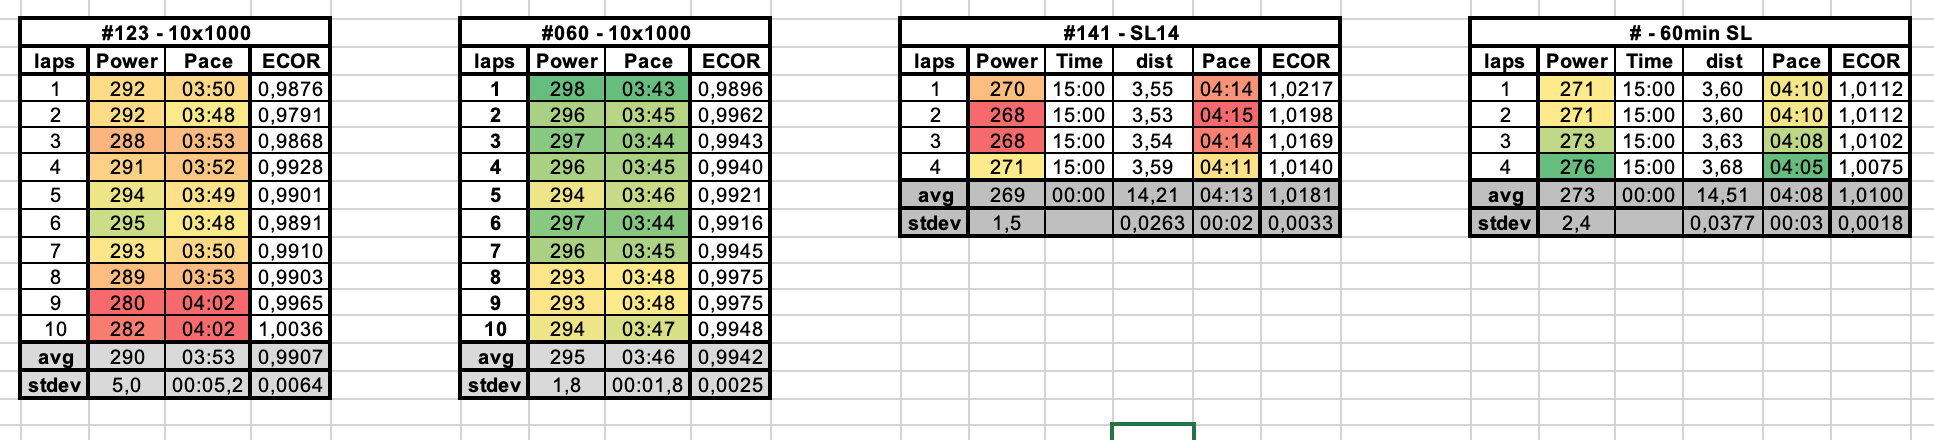 #123 - 10x1000
laps Power Pace ECOR
1 292 03:50 0,9876
2 292 03:48 0,9791
3 288 03:53 0,9868
4 291 03:52 0,9928
5 294 03:49 0,9901
6 295 03:48 0,9891
7 293 03:50 0,9910
8 289 03:53 0,9903
9 280 04:02 0,9965
10 282 04:02 1,0036
avg 290 03:53 0,9907
stdev 5,0 00:05,2 0,0064
#060 - 10x1000
laps Power Pace ECOR
1 298 03:43 0,9896
2 296 03:45 0,9962
3 297 03:44 0,9943
4 296 03:45 0,9940
5 294 03:46 0,9921
6 297 03:44 0,9916
7 296 03:45 0,9945
8 293 03:48 0,9975
9 293 03:48 0,9975
10 294 03:47 0,9948
avg 295 03:46 0,9942
stdev 1,8 00:01,8 0,0025
#141 - SL14
laps Power Time dist Pace ECOR
1 270 15:00 3,55 04:14 1,0217
2 268 15:00 3,53 04:15 1,0198
3 268 15:00 3,54 04:14 1,0169
4 271 15:00 3,59 04:11 1,0140
avg 269 00:00 14,21 04:13 1,0181
stdev 1,5 0,0263 00:02 0,0033
# - 60min SL
laps Power Time dist Pace ECOR
1 271 15:00 3,60 04:10 1,0112
2 271 15:00 3,60 04:10 1,0112
3 273 15:00 3,63 04:08 1,0102
4 276 15:00 3,68 04:05 1,0075
avg 273 00:00 14,51 04:08 1,0100
stdev 2,4 0,0377 00:03 0,0018